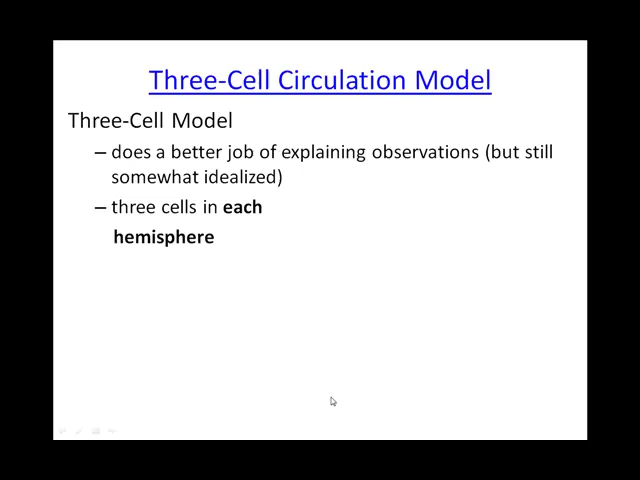 Three-Cell Circulation Model
Three-Cell Model
– does a better job of explaining observations (but still
somewhat idealized)
– three cells in each
hemisphere